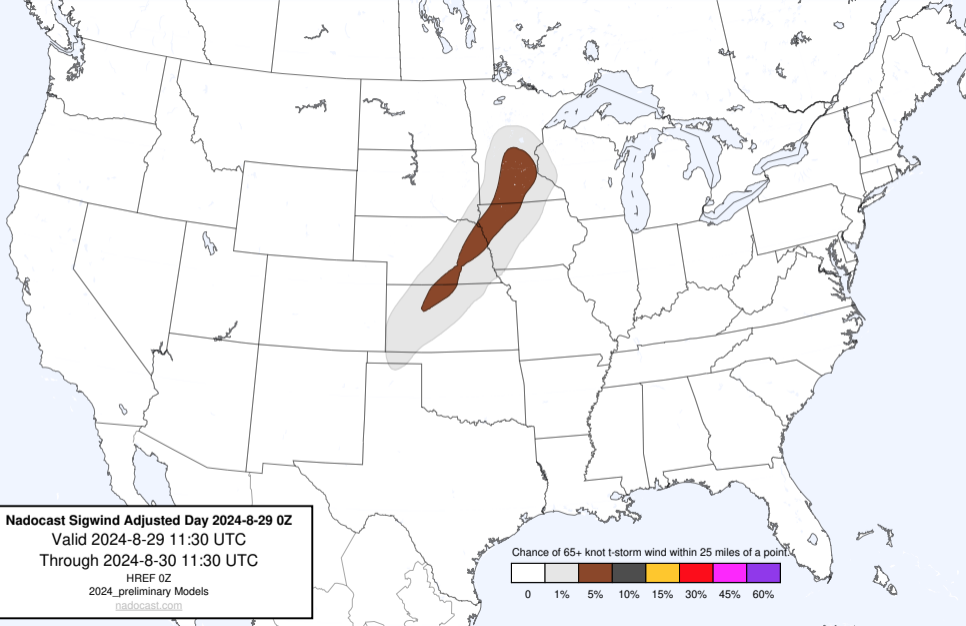 Nadocast Sigwind Adjusted Day 2024-8-29 0Z
Valid 2024-8-29 11:30 UTC
Through 2024-8-30 11:30 UTC
HREF 0Z
2024_preliminary Models
nadocast.com
Chance of 65+ knot t-storm wind within 25 miles of a point.
0 1% 5% 10% 15% 30% 45% 60%